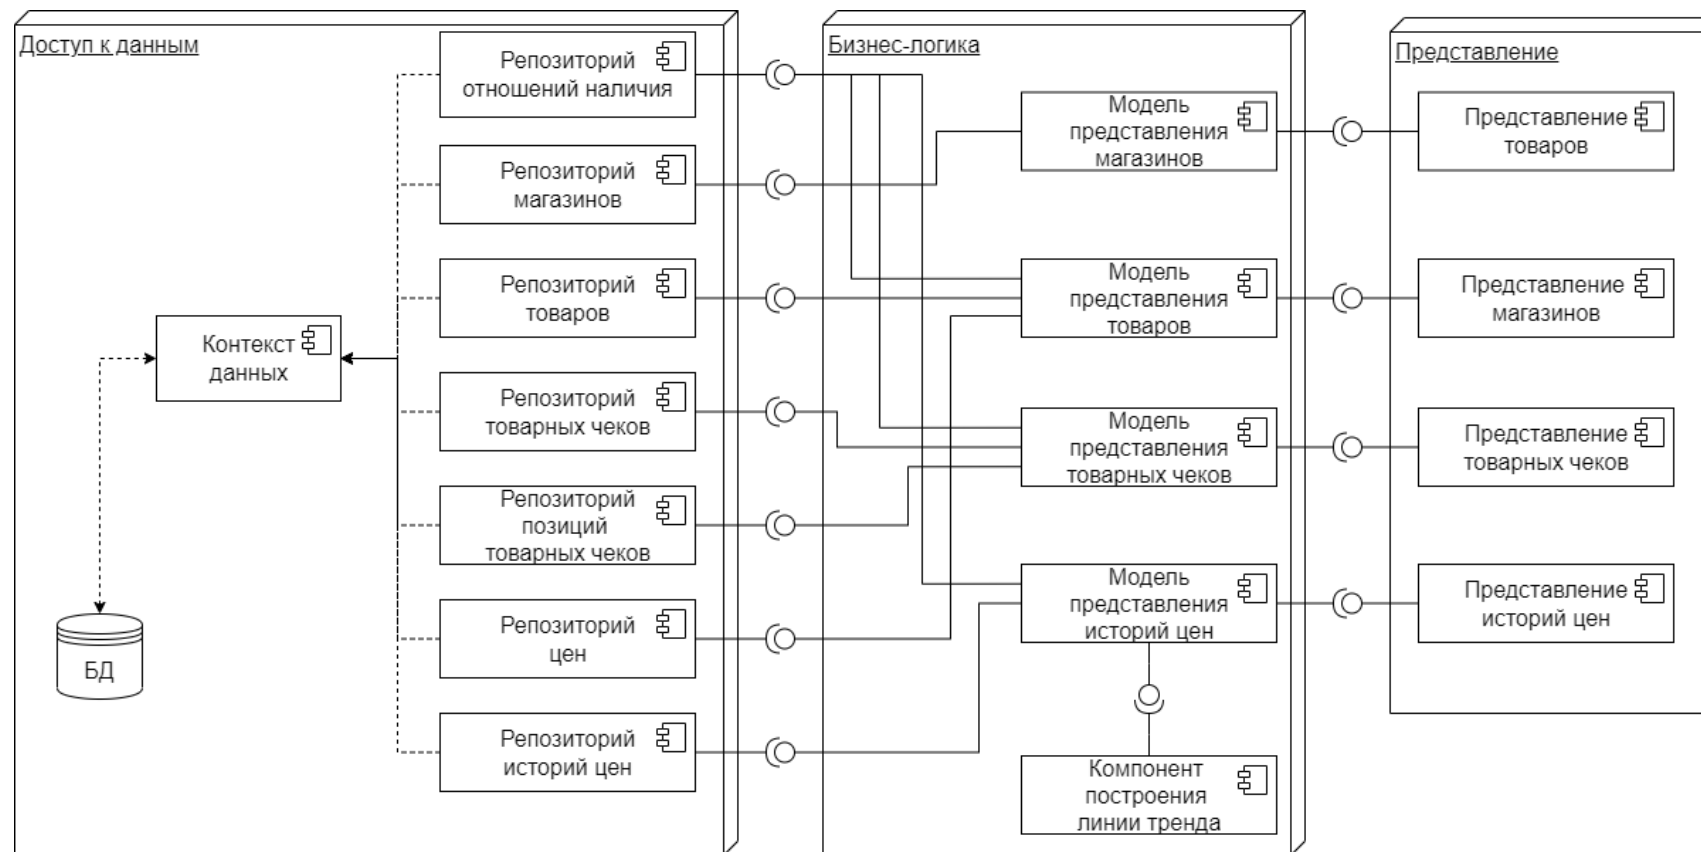 Доступ к данным
Репозиторий
отношений наличия
Репозиторий
магазинов
Репозиторий
товаров
Контекст
данных
Репозиторий
товарных чеков
Репозиторий
позиций
товарных чеков
БД
Репозиторий
цен
Репозиторий
историй цен
Бизнес-логика
Модель
представления
магазинов
Модель
представления
товаров
Модель
представления
товарных чеков
Модель
представления
историй цен
Компонент
построения
линии тренда
Представление
Представление
товаров
Представление
магазинов
Представление
товарных чеков
Представление
историй цен